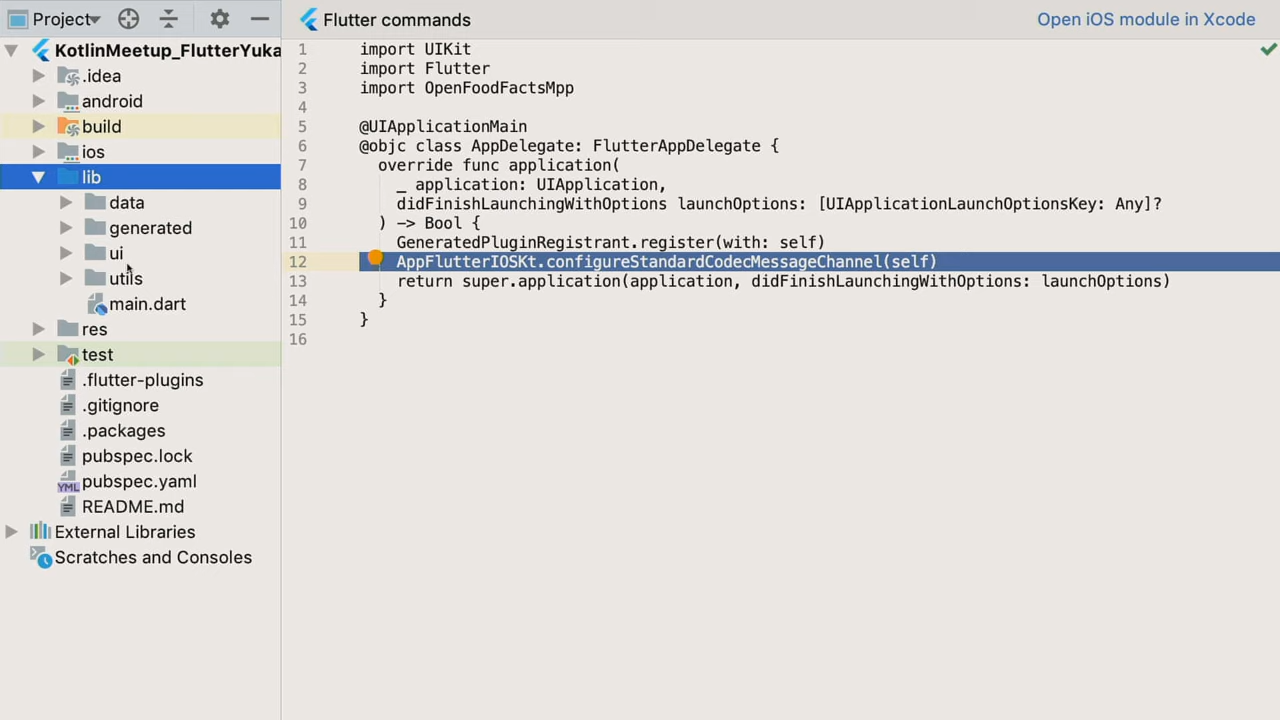 Project
KotlinMeetup_FlutterYuka
.idea
android
build
ios
lib
data
generated
ui
utils
main.dart
res
test
.flutter-plugins
.gitignore
.packages
pubspec.lock
YML pubspec.yaml
README.md
External Libraries
Scratches and Consoles
Flutter commands
Open iOS module in Xcode
1 import UIKit
2 import Flutter
3 import OpenFoodFactsMpp
4
5 @UIApplicationMain
6 @objc class AppDelegate: FlutterAppDelegate {
7 override func application(
8 _ application: UIApplication,
9 didFinishLaunchingWithOptions launchOptions: [UIApplicationLaunchOptionsKey: Any]?
10 ) -> Bool {
11 GeneratedPluginRegistrant.register(with: self)
12 AppFlutterIOSKt.configureStandardCodecMessageChannel(self)
13 return super.application(application, didFinishLaunchingWithOptions: launchOptions)
14 }
15 }
16